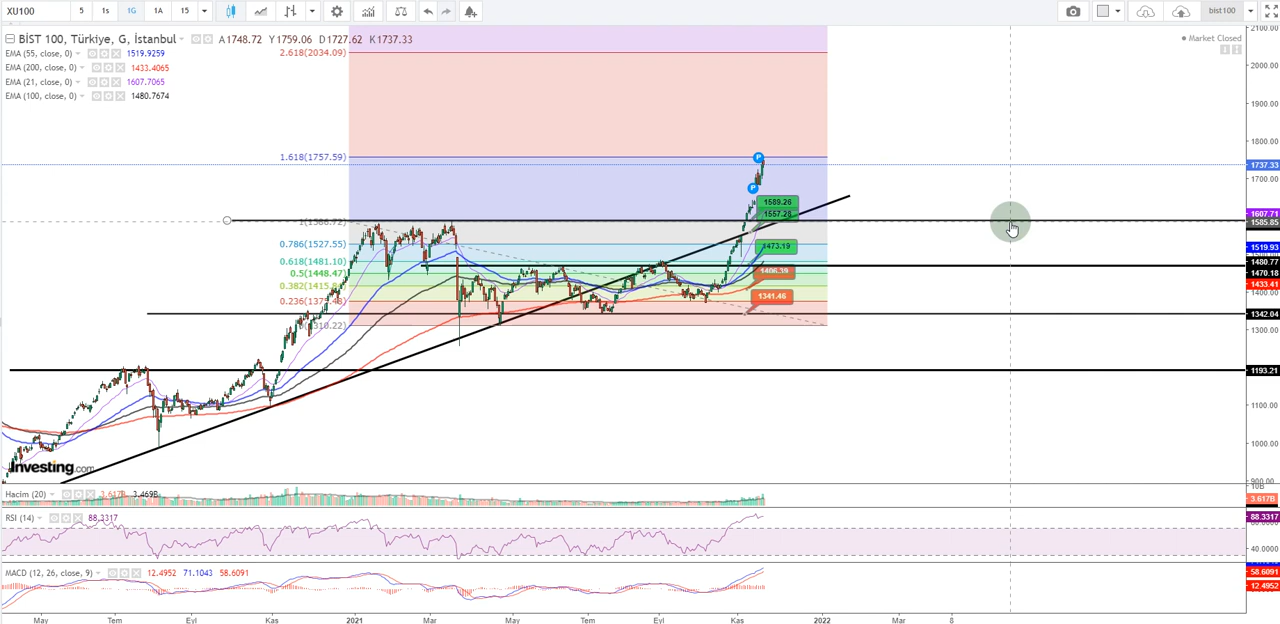 XU100 5 1s 1G 1A 15 bist100
BİST 100, Türkiye, G, İstanbul A1748.72 Y1759.06 D1727.62 K1737.33
EMA (55, close, 0) 1519.9259
EMA (200, close, 0) 1433.4065
EMA (21, close, 0) 1607.7065
EMA (100, close, 0) 1480.7674
Market Closed
2.618(2034.09)
1.618(1757.59)
0.786(1527.55)
0.618(1481.10)
0.5(1448.47)
0.236(1375.48)
P
P
1589.26
1557.28
1473.19
1406.39
1341.46
2100.00
2000.00
1900.00
1800.00
1737.33
1700.00
1607.71
1585.85
1519.93
1480.77
1470.18
1433.41
1400.00
1342.04
1300.00
1193.21
1100.00
1000.00
900.00
Investing.com
Hacim (20) 3.617B 3.469B
10B
3.617B
RSI (14) 88.3317
88.3317
40.0000
MACD (12, 26, close, 9) 12.4952 71.1043 58.6091
58.6091
12.4952
May Tem Eyl Kas 2021 Mar May Tem Eyl Kas 2022 Mar 8